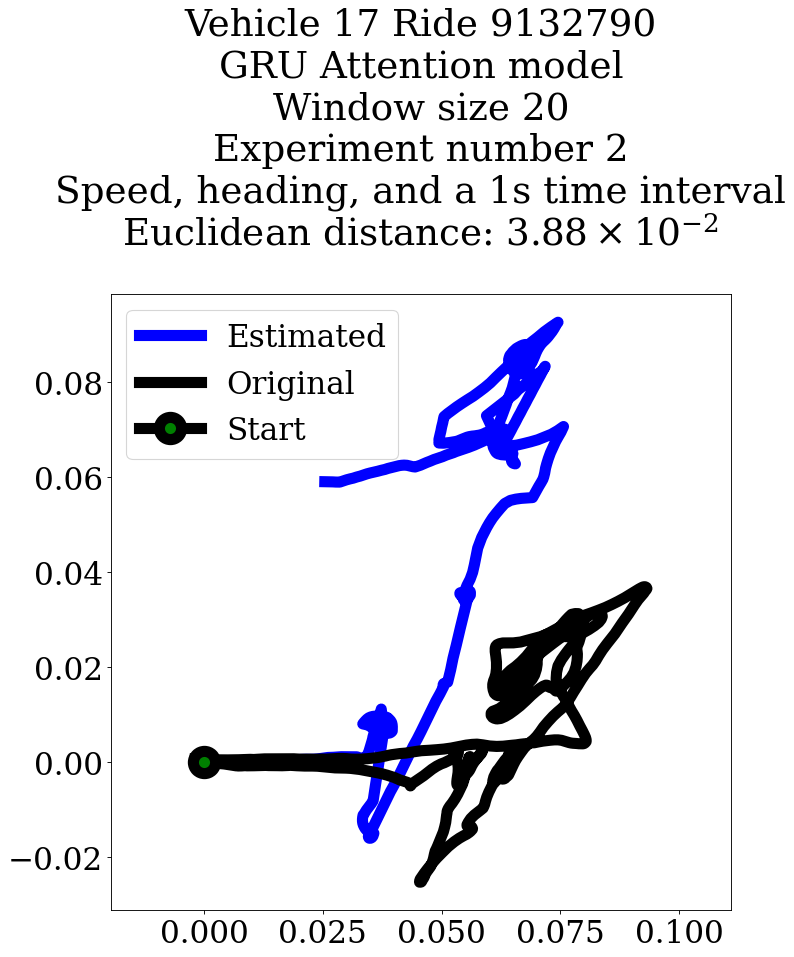 Vehicle 17 Ride 9132790
GRU Attention model
Window size 20
Experiment number 2
Speed, heading, and a 1s time interval
Euclidean distance: 3.88 × 10⁻²
Estimated
Original
Start
0.08
0.06
0.04
0.02
0.00
−0.02
0.000 0.025 0.050 0.075 0.100